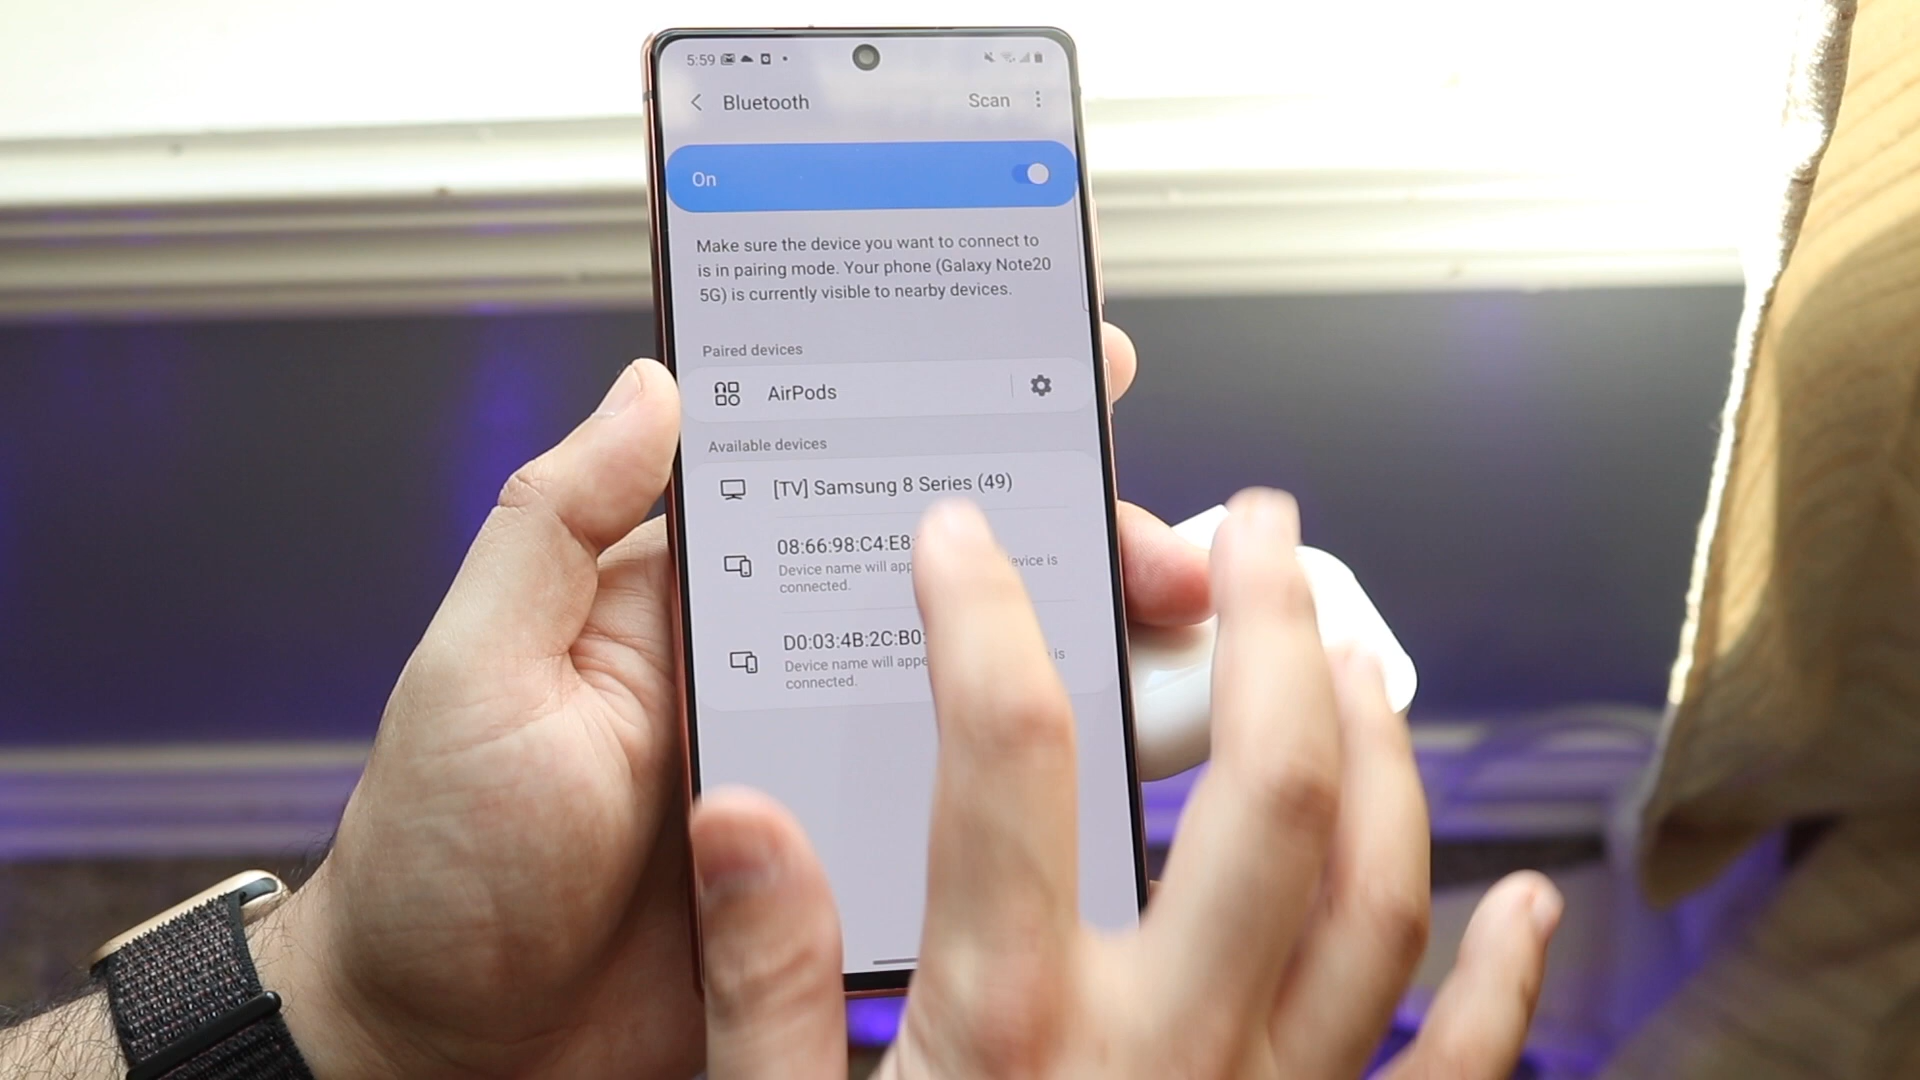 5:59
Bluetooth
Scan
On
Make sure the device you want to connect to
is in pairing mode. Your phone (Galaxy Note20
5G) is currently visible to nearby devices.
Paired devices
AirPods
Available devices
[TV] Samsung 8 Series (49)
08:66:98:C4:E8:
Device name will is
connected.
D0:03:4B:2C:B0:
Device name will is
connected.